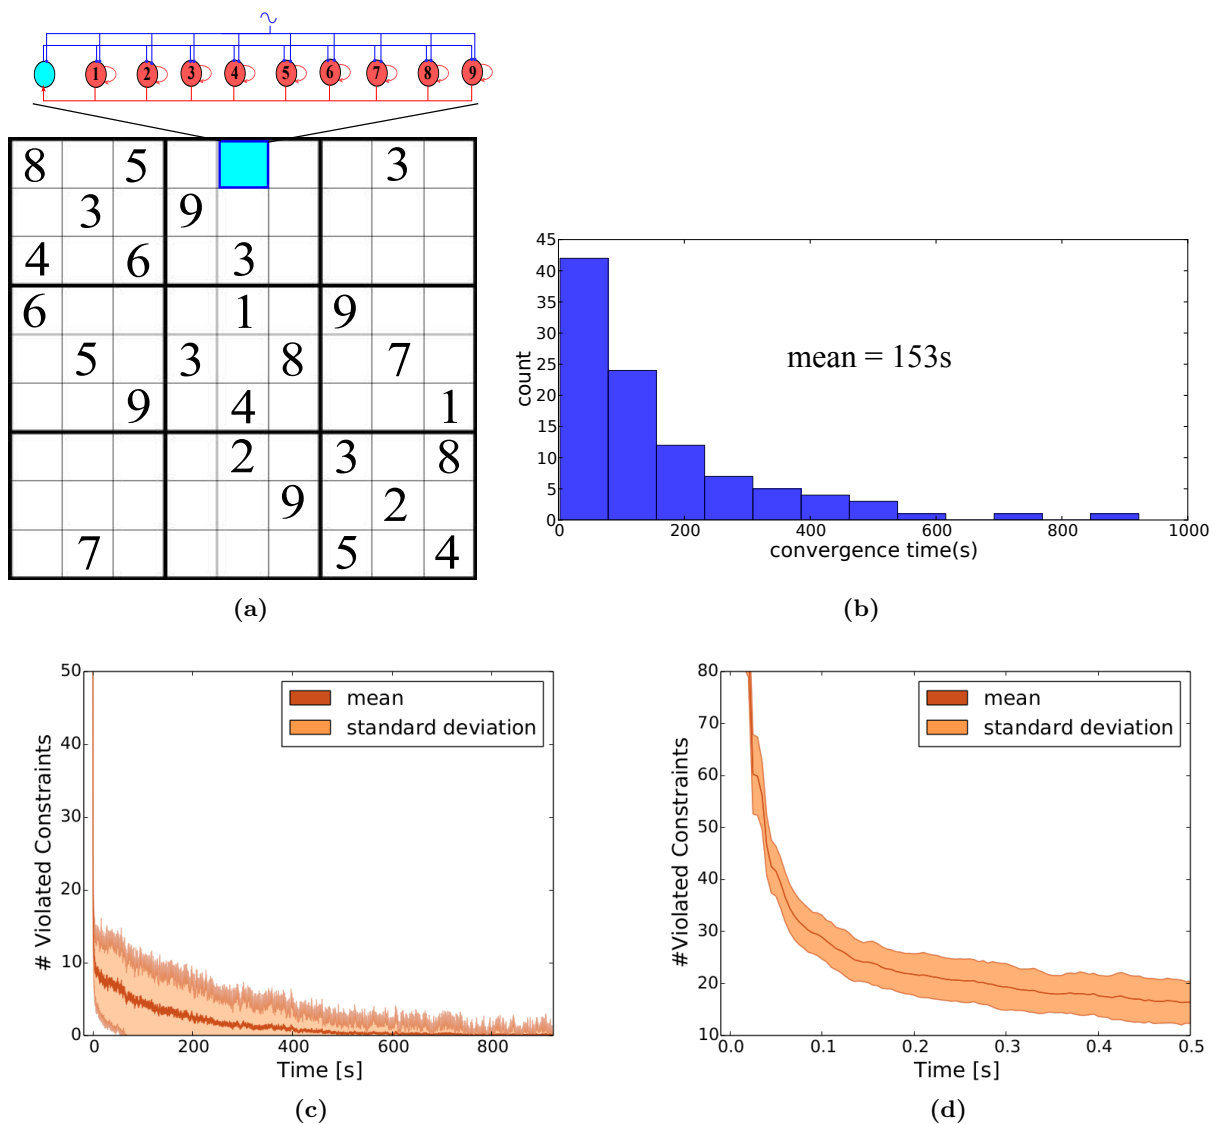 1 2 3 4 5 6 7 8 9
8 5 3
3 9
4 6 3
6 1 9
5 3 8 7
9 4 1
2 3 8
9 2
7 5 4
(a)
45
40
35
30
25
20
15
10
5
0
count
mean = 153s
0 200 400 600 800 1000
convergence time(s)
(b)
50
40
30
20
10
0
# Violated Constraints
mean
standard deviation
0 200 400 600 800
Time [s]
(c)
80
70
60
50
40
30
20
10
#Violated Constraints
mean
standard deviation
0.0 0.1 0.2 0.3 0.4 0.5
Time [s]
(d)